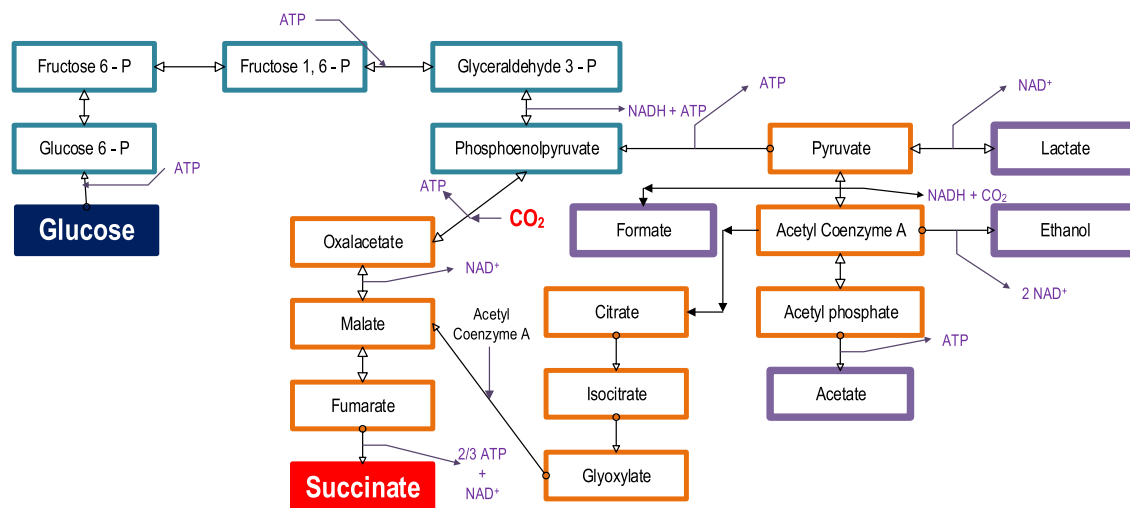 ATP
Fructose 6 - P
Fructose 1, 6 - P
Glyceraldehyde 3 - P
NADH + ATP
ATP
NAD+
Glucose 6 - P
ATP
Phosphoenolpyruvate
Pyruvate
Lactate
Glucose
ATP
CO₂
NADH + CO₂
Oxalacetate
Formate
Acetyl Coenzyme A
Ethanol
NAD+
2 NAD+
Malate
Acetyl
Coenzyme A
Citrate
Acetyl phosphate
ATP
Fumarate
Isocitrate
Acetate
2/3 ATP
+
NAD+
Succinate
Glyoxylate